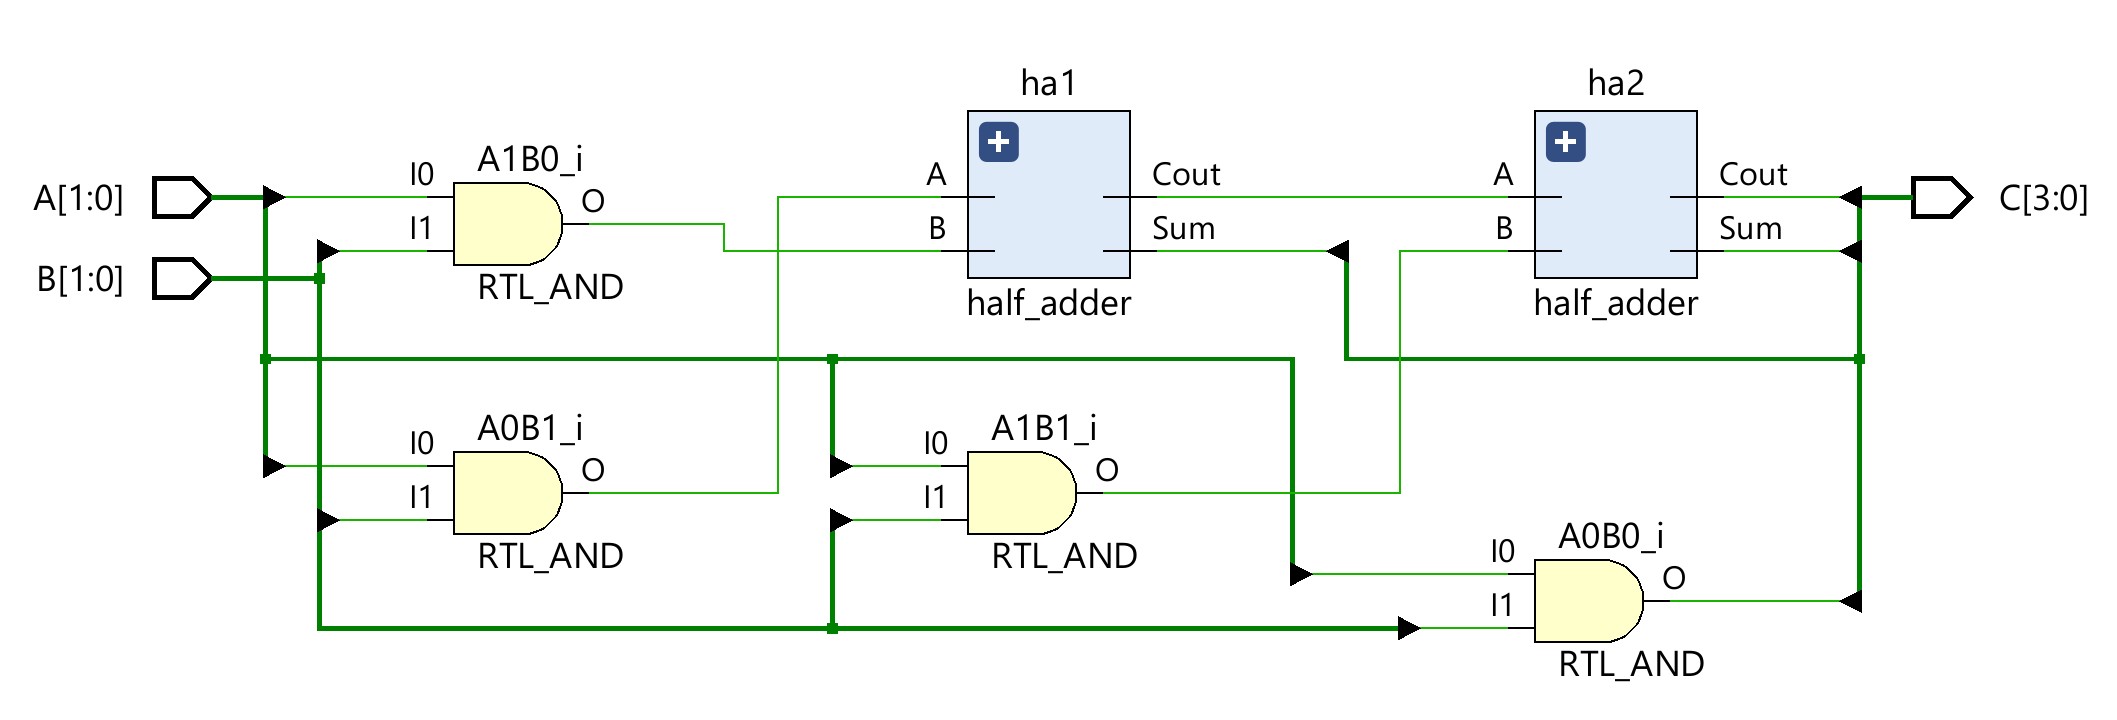 ha1
ha2
A1B0_i
I0
I1
O
RTL_AND
A[1:0]
B[1:0]
A
B
Cout
Sum
half_adder
A
B
Cout
Sum
half_adder
C[3:0]
A0B1_i
I0
I1
O
RTL_AND
A1B1_i
I0
I1
O
RTL_AND
A0B0_i
I0
I1
O
RTL_AND